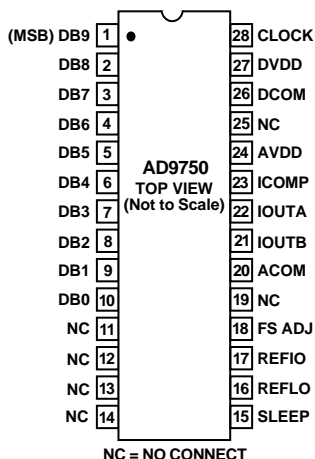 (MSB) DB9 1 28 CLOCK
DB8 2 27 DVDD
DB7 3 26 DCOM
DB6 4 25 NC
DB5 5 24 AVDD
DB4 6 23 ICOMP
DB3 7 22 IOUTA
DB2 8 21 IOUTB
DB1 9 20 ACOM
DB0 10 19 NC
NC 11 18 FS ADJ
NC 12 17 REFIO
NC 13 16 REFLO
NC 14 15 SLEEP
AD9750
TOP VIEW
(Not to Scale)
NC = NO CONNECT